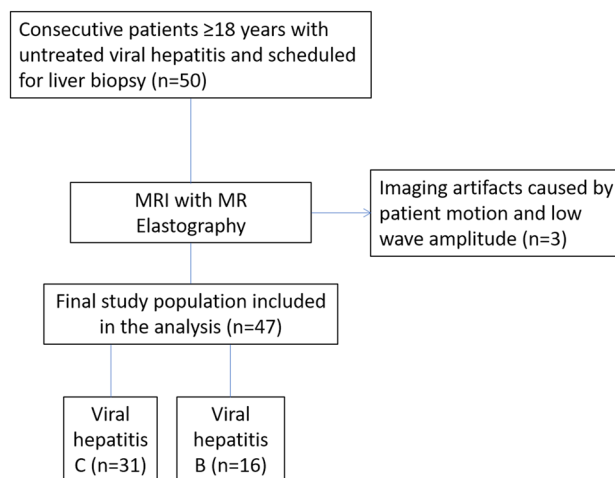 Consecutive patients ≥18 years with
untreated viral hepatitis and scheduled
for liver biopsy (n=50)
MRI with MR
Elastography
Imaging artifacts caused by
patient motion and low
wave amplitude (n=3)
Final study population included
in the analysis (n=47)
Viral
hepatitis
C (n=31)
Viral
hepatitis
B (n=16)